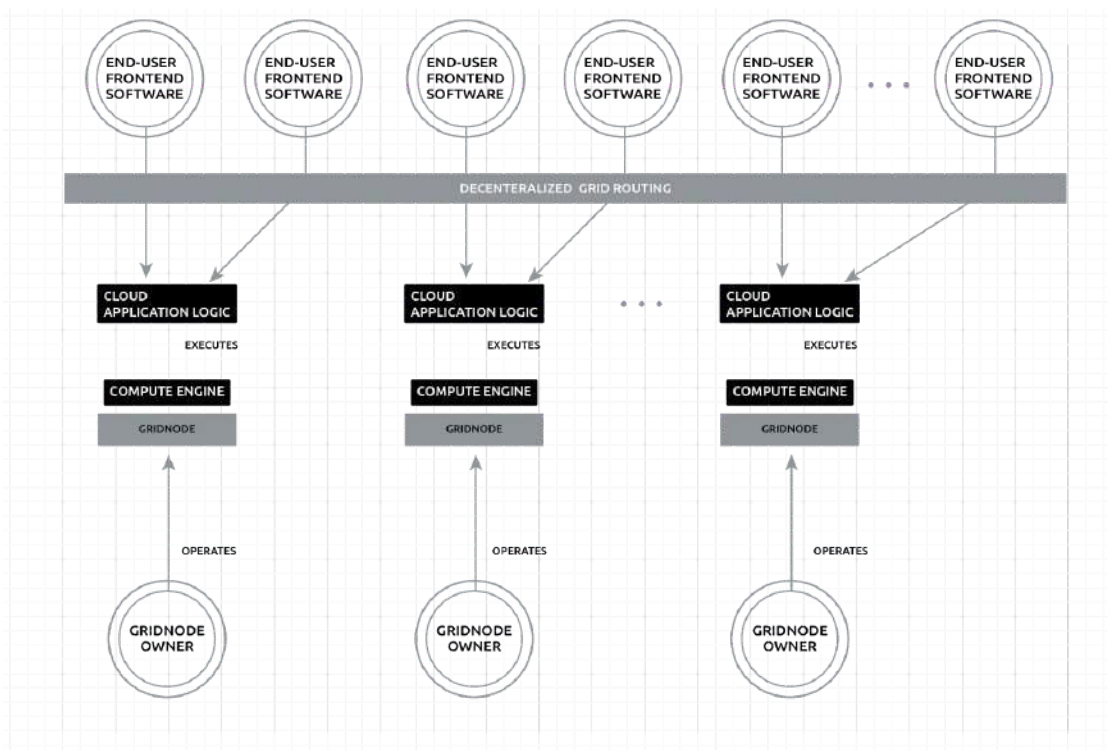 END-USER
FRONTEND
SOFTWARE
END-USER
FRONTEND
SOFTWARE
END-USER
FRONTEND
SOFTWARE
END-USER
FRONTEND
SOFTWARE
END-USER
FRONTEND
SOFTWARE
END-USER
FRONTEND
SOFTWARE
DECENTERALIZED GRID ROUTING
CLOUD
APPLICATION LOGIC
CLOUD
APPLICATION LOGIC
CLOUD
APPLICATION LOGIC
EXECUTES
EXECUTES
EXECUTES
COMPUTE ENGINE
COMPUTE ENGINE
COMPUTE ENGINE
GRIDNODE
GRIDNODE
GRIDNODE
OPERATES
OPERATES
OPERATES
GRIDNODE
OWNER
GRIDNODE
OWNER
GRIDNODE
OWNER